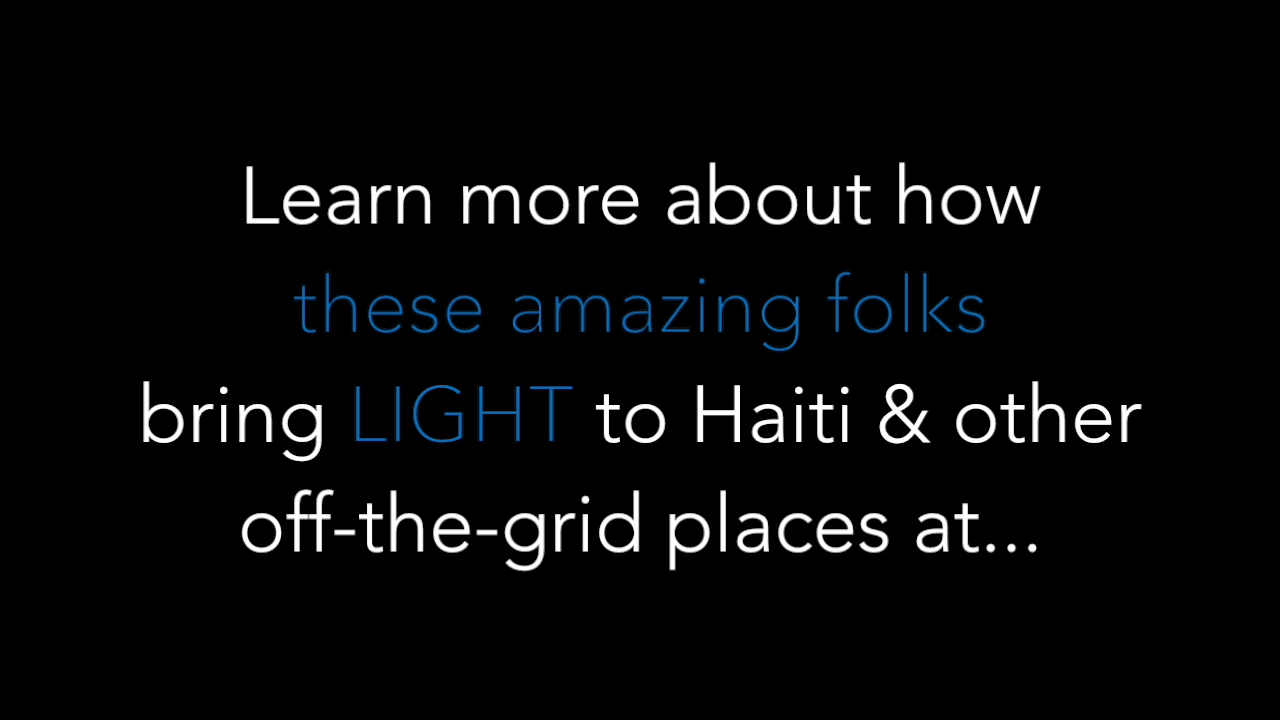 Learn more about how
these amazing folks
bring LIGHT to Haiti & other
off-the-grid places at...